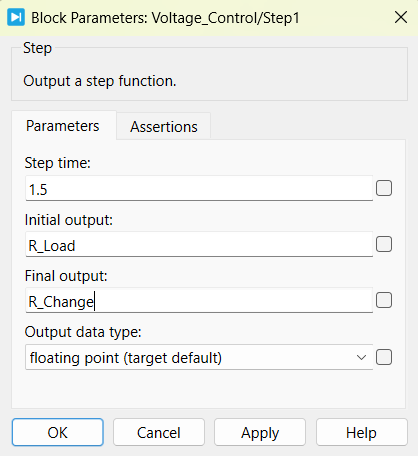 Block Parameters: Voltage_Control/Step1
Step
Output a step function.
Parameters
Assertions
Step time:
1.5
Initial output:
R_Load
Final output:
R_Change
Output data type:
floating point (target default)
OK
Cancel
Apply
Help